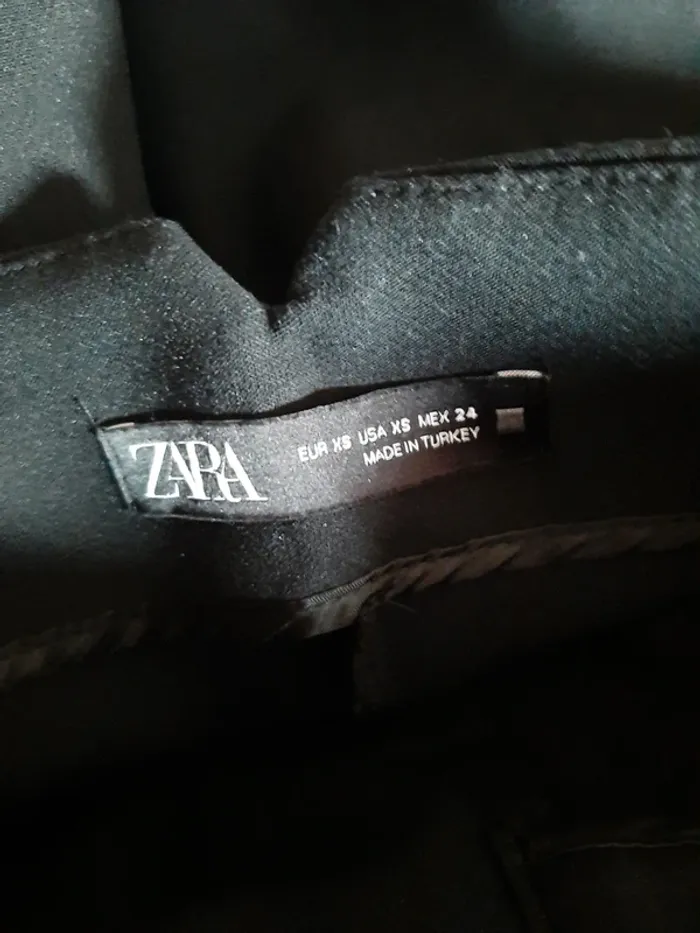 ZARA
EUR XS USA XS MEX 24
MADE IN TURKEY